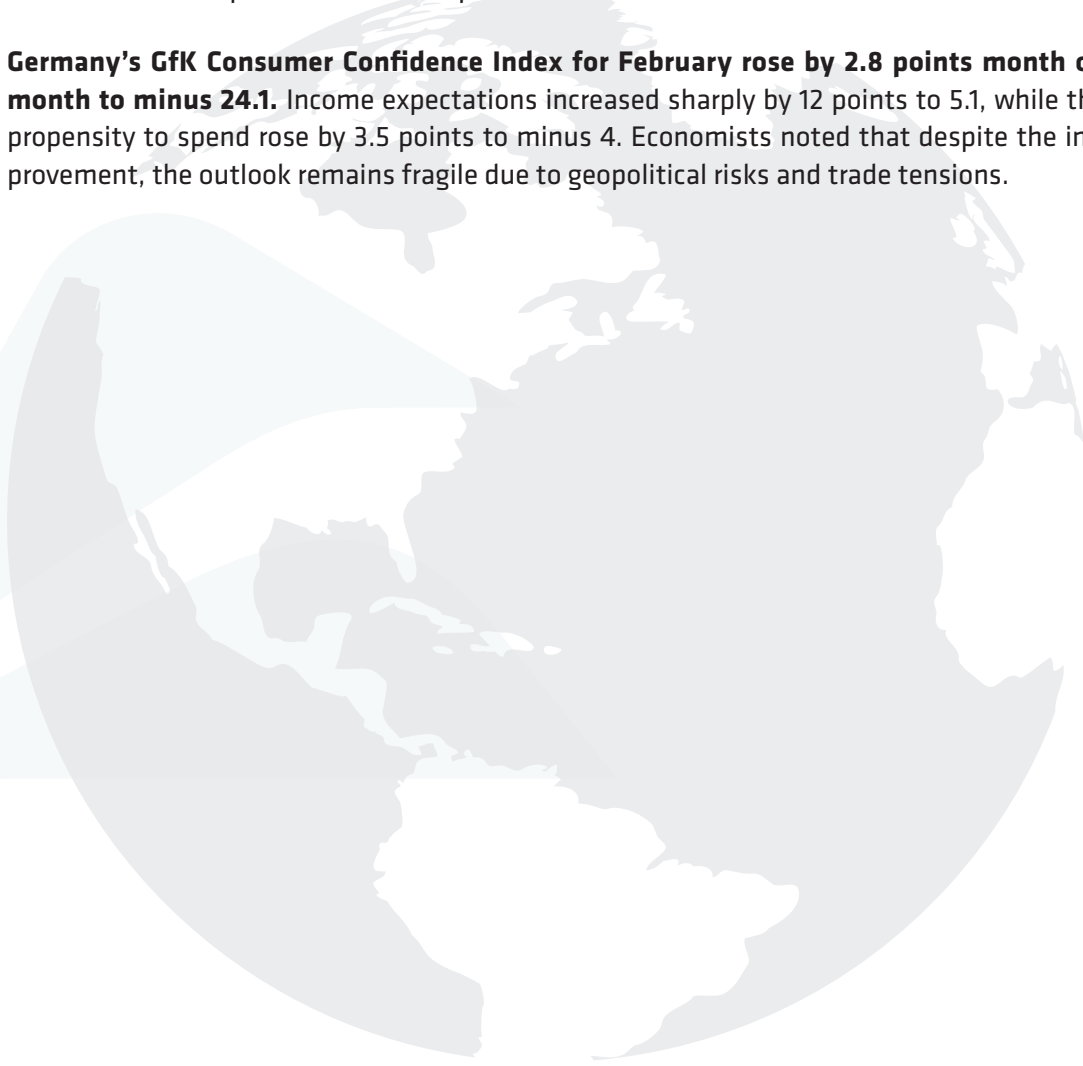 Germany’s GfK Consumer Confidence Index for February rose by 2.8 points month
month to minus 24.1. Income expectations increased sharply by 12 points to 5.1, while
propensity to spend rose by 3.5 points to minus 4. Economists noted that despite the
provement, the outlook remains fragile due to geopolitical risks and trade tensions.